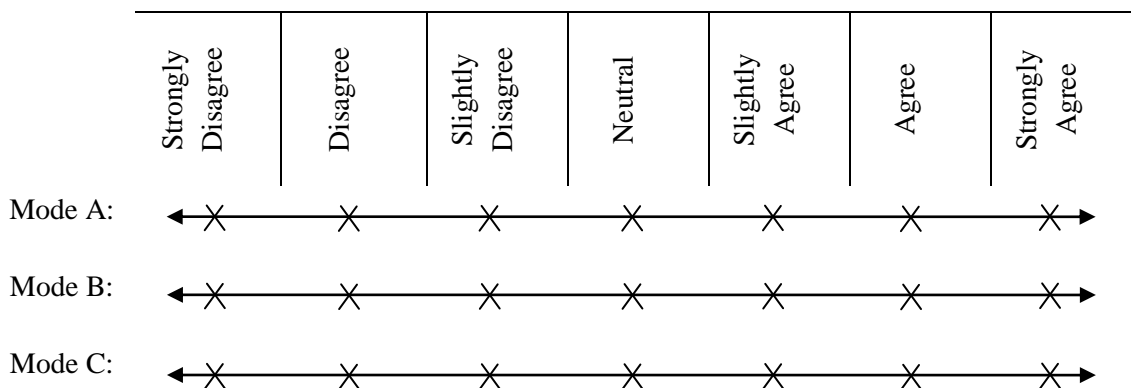 Strongly
Disagree
Disagree
Slightly
Disagree
Neutral
Slightly
Agree
Agree
Strongly
Agree
Mode A:
Mode B:
Mode C: